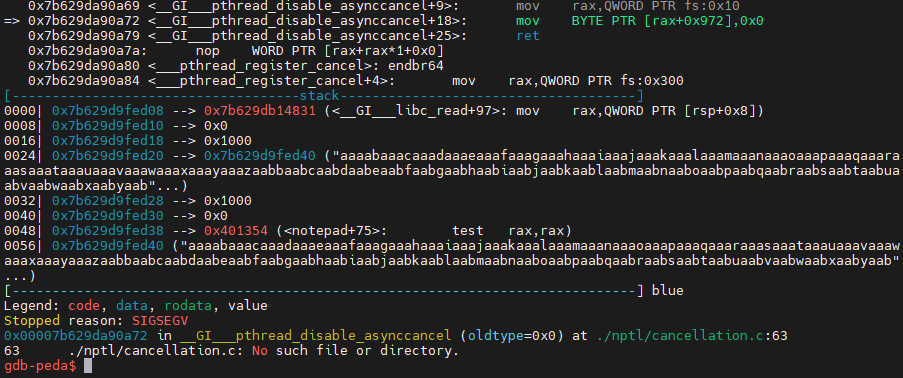 0x7b629da90a69 <__GI___pthread_disable_asynccancel+9>:	mov    rax,QWORD PTR fs:0x10
=> 0x7b629da90a72 <__GI___pthread_disable_asynccancel+18>:	mov    BYTE PTR [rax+0x972],0x0
   0x7b629da90a79 <__GI___pthread_disable_asynccancel+25>:	ret
   0x7b629da90a7a:	nop    WORD PTR [rax+rax*1+0x0]
   0x7b629da90a80 <___pthread_register_cancel>:	endbr64
   0x7b629da90a84 <___pthread_register_cancel+4>:	mov    rax,QWORD PTR fs:0x300
[------------------------------------stack-------------------------------------]
0000| 0x7b629d9fed08 --> 0x7b629db14831 (<__GI___libc_read+97>:	mov    rax,QWORD PTR [rsp+0x8])
0008| 0x7b629d9fed10 --> 0x0
0016| 0x7b629d9fed18 --> 0x1000
0024| 0x7b629d9fed20 --> 0x7b629d9fed40 ("aaaabaaacaaadaaaeaaafaaagaaahaaaiaaajaaakaaalaaamaaanaaaoaaapaaaqaaara
aasaaataaauaaavaaawaaaxaaayaaazaabbaabcaabdaabeaabfaabgaabhaabiaabjaabkaablaabmaabnaaboaabpaabqaabraabsaabtaabua
abvaabwaabxaabyaab"...)
0032| 0x7b629d9fed28 --> 0x1000
0040| 0x7b629d9fed30 --> 0x0
0048| 0x7b629d9fed38 --> 0x401354 (<notepad+75>:	test   rax,rax)
0056| 0x7b629d9fed40 ("aaaabaaacaaadaaaeaaafaaagaaahaaaiaaajaaakaaalaaamaaanaaaoaaapaaaqaaaraaasaaataaauaaavaaaw
aaaxaaayaaazaabbaabcaabdaabeaabfaabgaabhaabiaabjaabkaablaabmaabnaaboaabpaabqaabraabsaabtaabuaabvaabwaabxaabyaab"
...)
[------------------------------------------------------------------------------] blue
Legend: code, data, rodata, value
Stopped reason: SIGSEGV
0x00007b629da90a72 in __GI___pthread_disable_asynccancel (oldtype=0x0) at ./nptl/cancellation.c:63
63	./nptl/cancellation.c: No such file or directory.
gdb-peda$